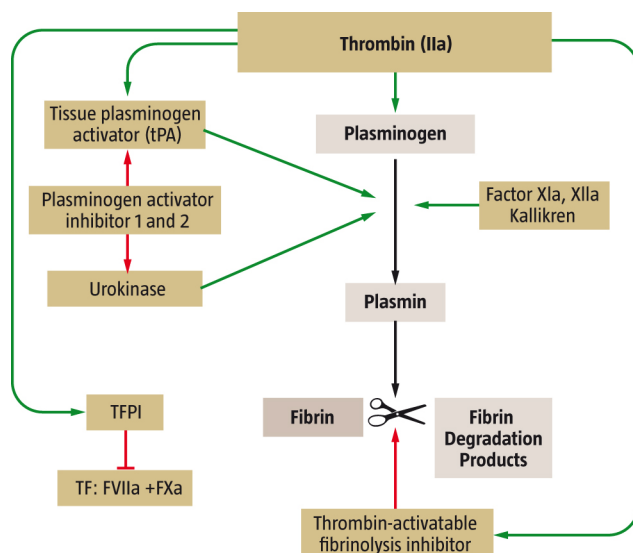 Thrombin (IIa)
Tissue plasminogen
activator (tPA)
Plasminogen
Plasminogen activator
inhibitor 1 and 2
Factor XIa, XIIa
Kallikren
Urokinase
Plasmin
TFPI
Fibrin
Fibrin
Degradation
Products
TF: FVIIa +FXa
Thrombin-activatable
fibrinolysis inhibitor